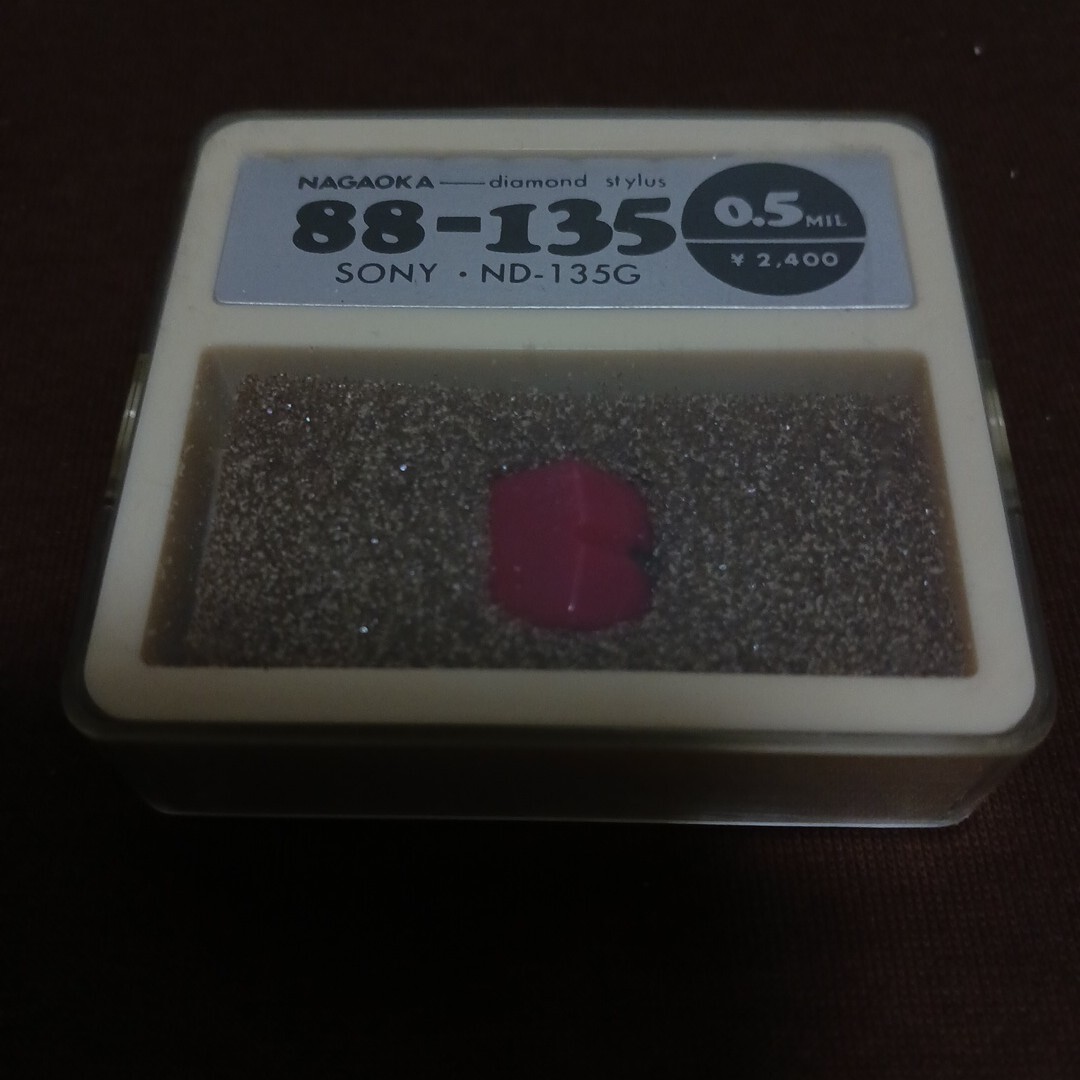 NAGAOKA — diamond stylus
88-135
SONY · ND-135G
0.5 MIL
¥ 2,400